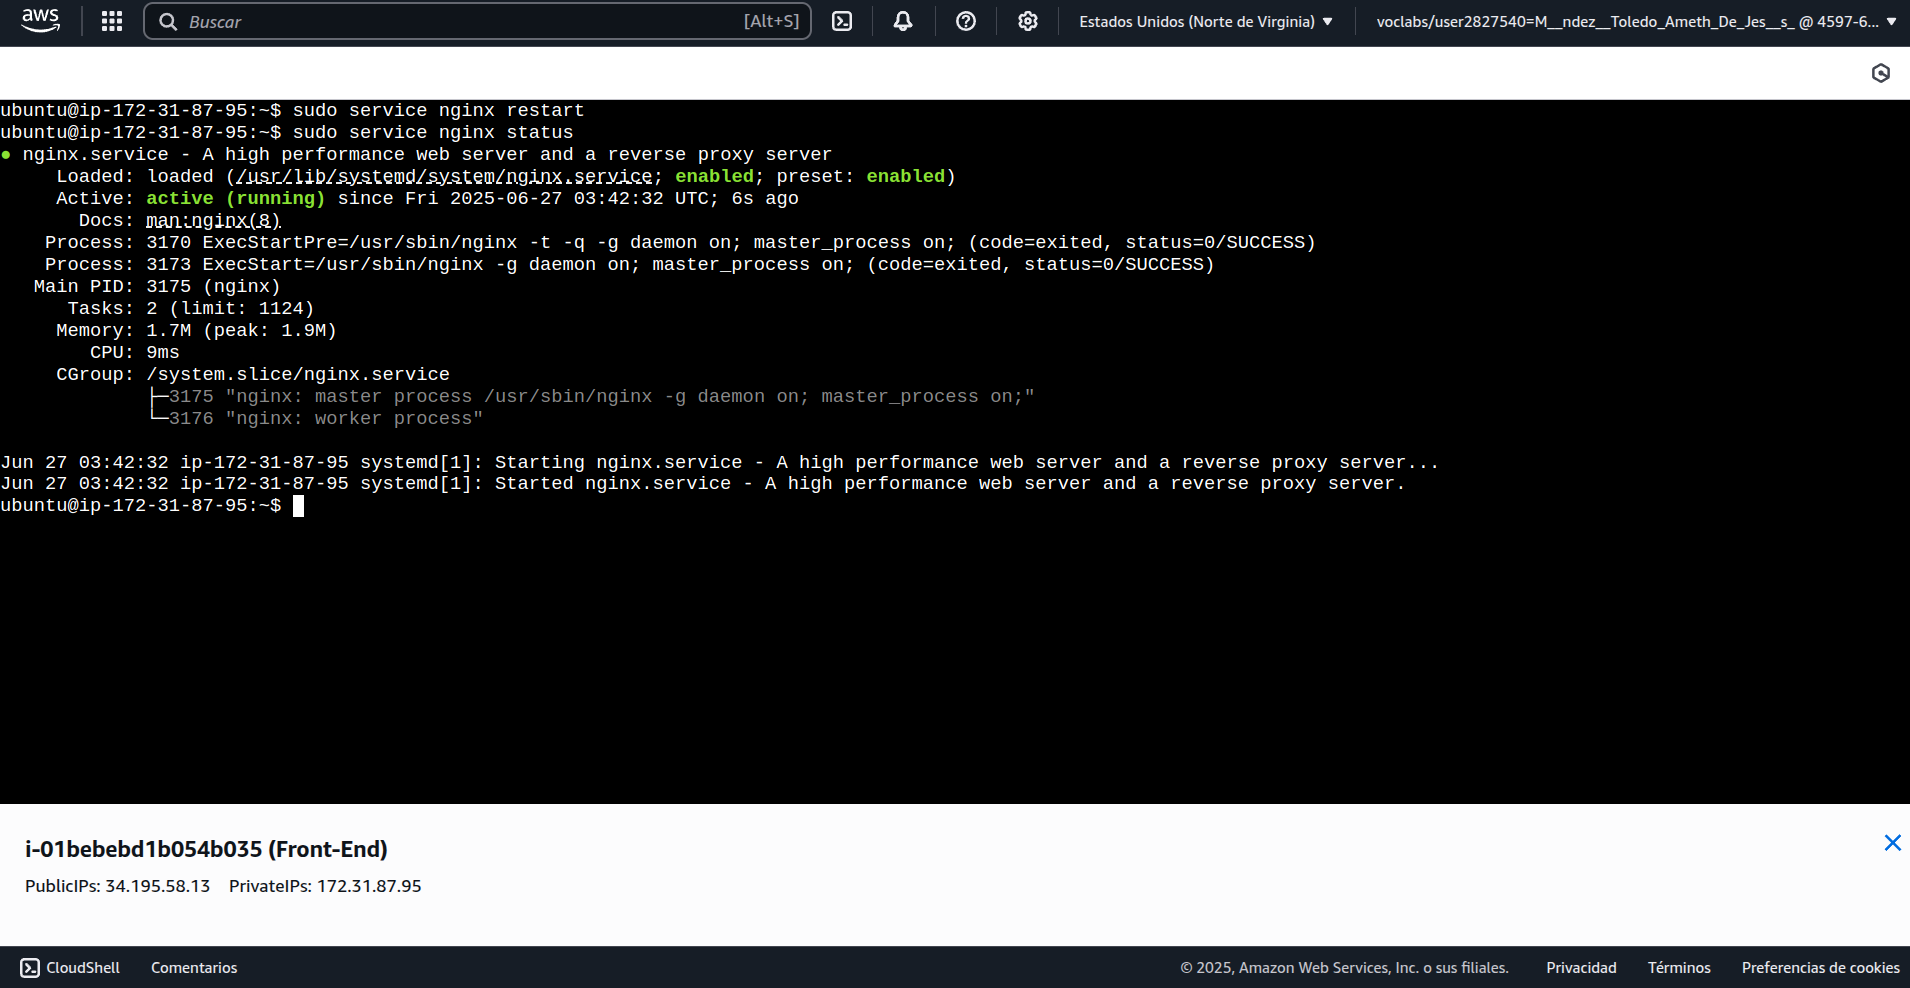 aws
Buscar [Alt+S] Estados Unidos (Norte de Virginia) voclabs/user2827540=M__ndez__Toledo_Ameth_De_Jes__s_ @ 4597-6...
ubuntu@ip-172-31-87-95:~$ sudo service nginx restart
ubuntu@ip-172-31-87-95:~$ sudo service nginx status
● nginx.service - A high performance web server and a reverse proxy server
Loaded: loaded (/usr/lib/systemd/system/nginx.service; enabled; preset: enabled)
Active: active (running) since Fri 2025-06-27 03:42:32 UTC; 6s ago
Docs: man:nginx(8)
Process: 3170 ExecStartPre=/usr/sbin/nginx -t -q -g daemon on; master_process on; (code=exited, status=0/SUCCESS)
Process: 3173 ExecStart=/usr/sbin/nginx -g daemon on; master_process on; (code=exited, status=0/SUCCESS)
Main PID: 3175 (nginx)
Tasks: 2 (limit: 1124)
Memory: 1.7M (peak: 1.9M)
CPU: 9ms
CGroup: /system.slice/nginx.service
├─3175 "nginx: master process /usr/sbin/nginx -g daemon on; master_process on;"
└─3176 "nginx: worker process"
Jun 27 03:42:32 ip-172-31-87-95 systemd[1]: Starting nginx.service - A high performance web server and a reverse proxy server...
Jun 27 03:42:32 ip-172-31-87-95 systemd[1]: Started nginx.service - A high performance web server and a reverse proxy server.
ubuntu@ip-172-31-87-95:~$
i-01bebebd1b054b035 (Front-End)
PublicIPs: 34.195.58.13 PrivateIPs: 172.31.87.95
CloudShell Comentarios © 2025, Amazon Web Services, Inc. o sus filiales. Privacidad Términos Preferencias de cookies